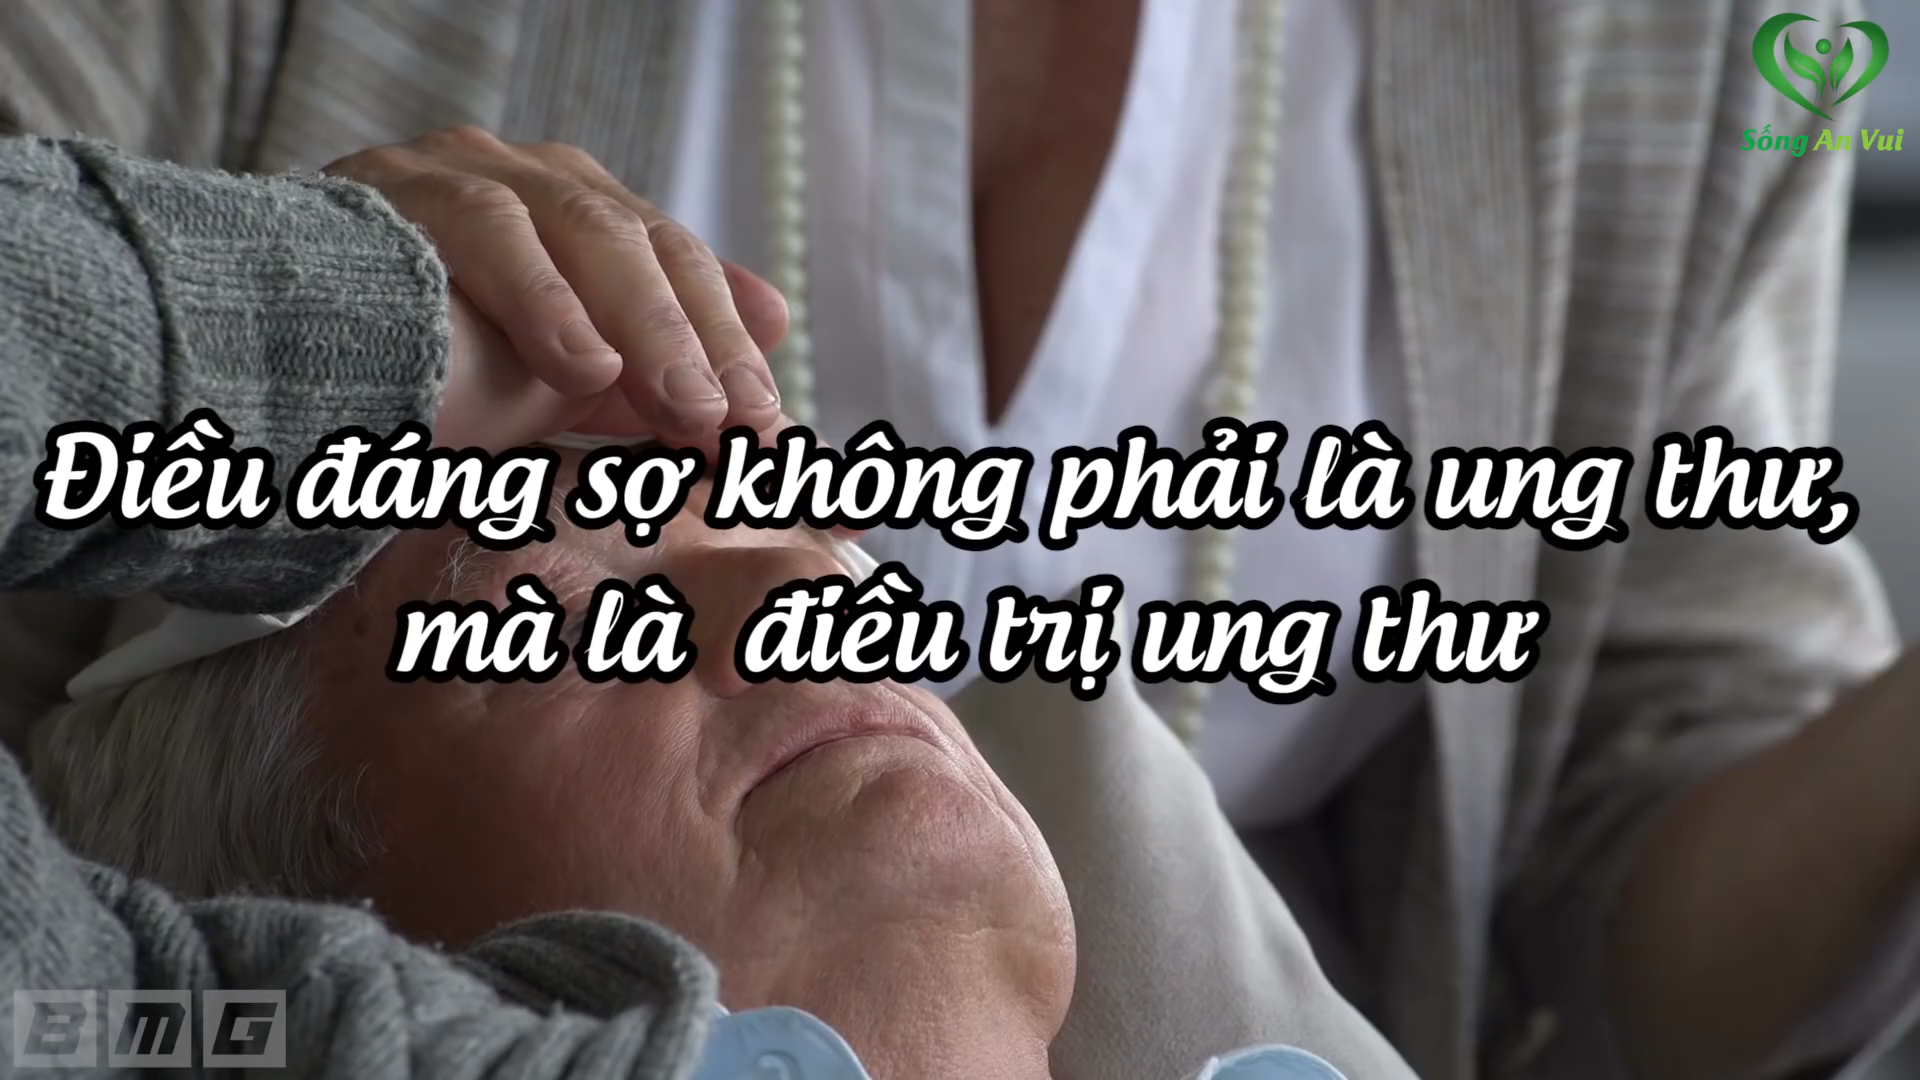 Sống An Vui
Điều đáng sợ không phải là ung thư,
mà là điều trị ung thư
BMG